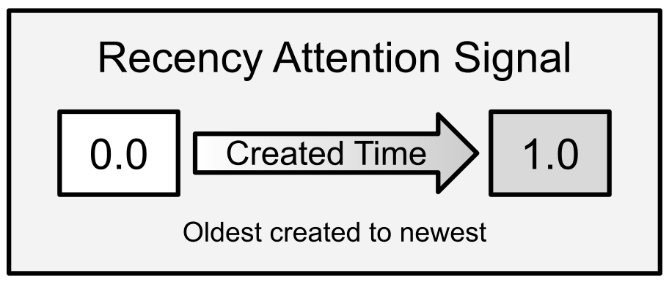 Recency Attention Signal
0.0
Created Time
1.0
Oldest created to newest